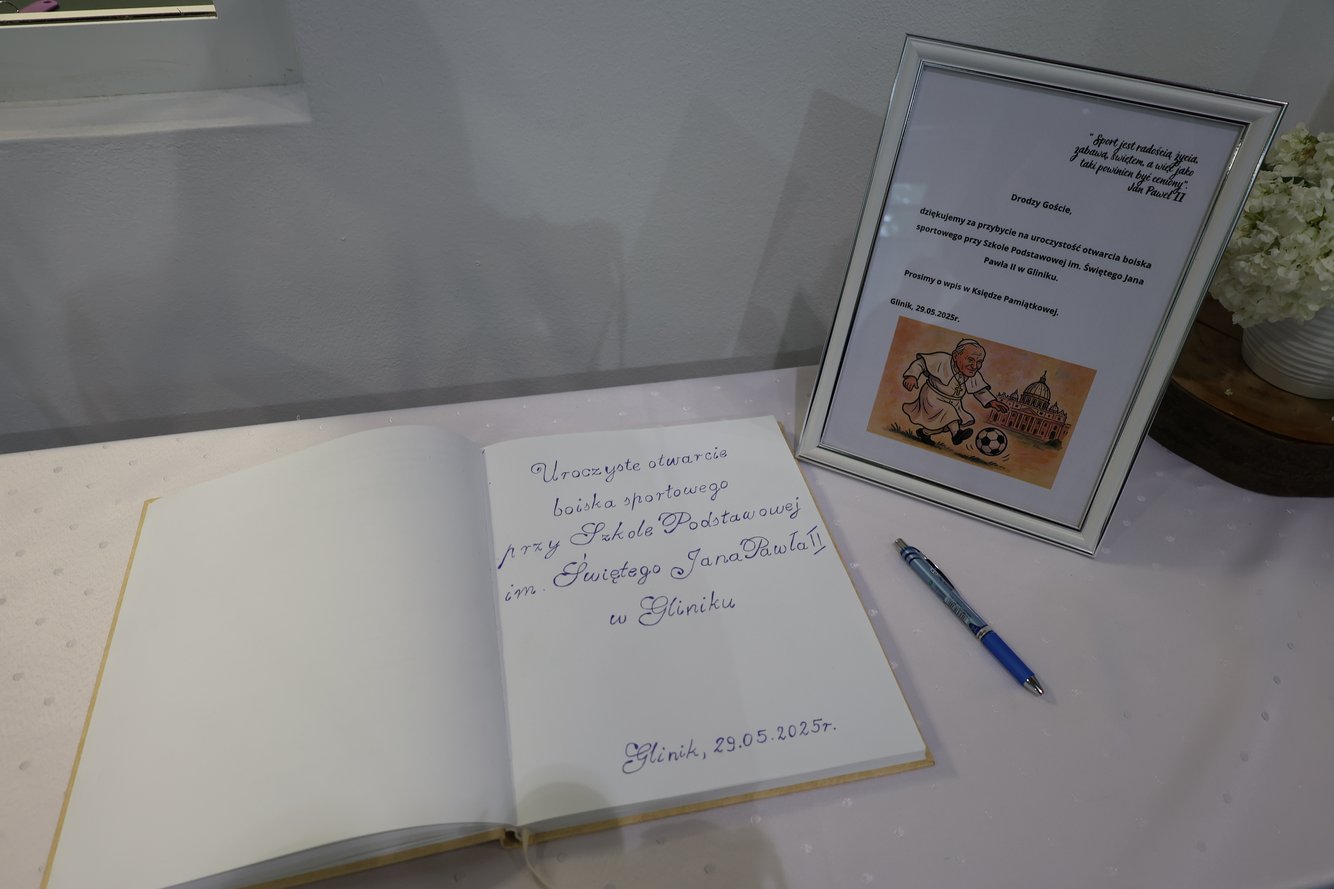 Uroczyste otwarcie
boiska sportowego
przy Szkole Podstawowej
im. Świętego Jana Pawła II
w Gliniku
Glinik, 29.05.2025r.
"Sport jest radością życia,
zabawą, świętem, a więc jako
taki powinien być ceniony".
Jan Paweł II
Drodzy Goście,
dziękujemy za przybycie na uroczystość otwarcia boiska
sportowego przy Szkole Podstawowej im. Świętego Jana
Pawła II w Gliniku.
Prosimy o wpis w Księdze Pamiątkowej.
Glinik, 29.05.2025r.